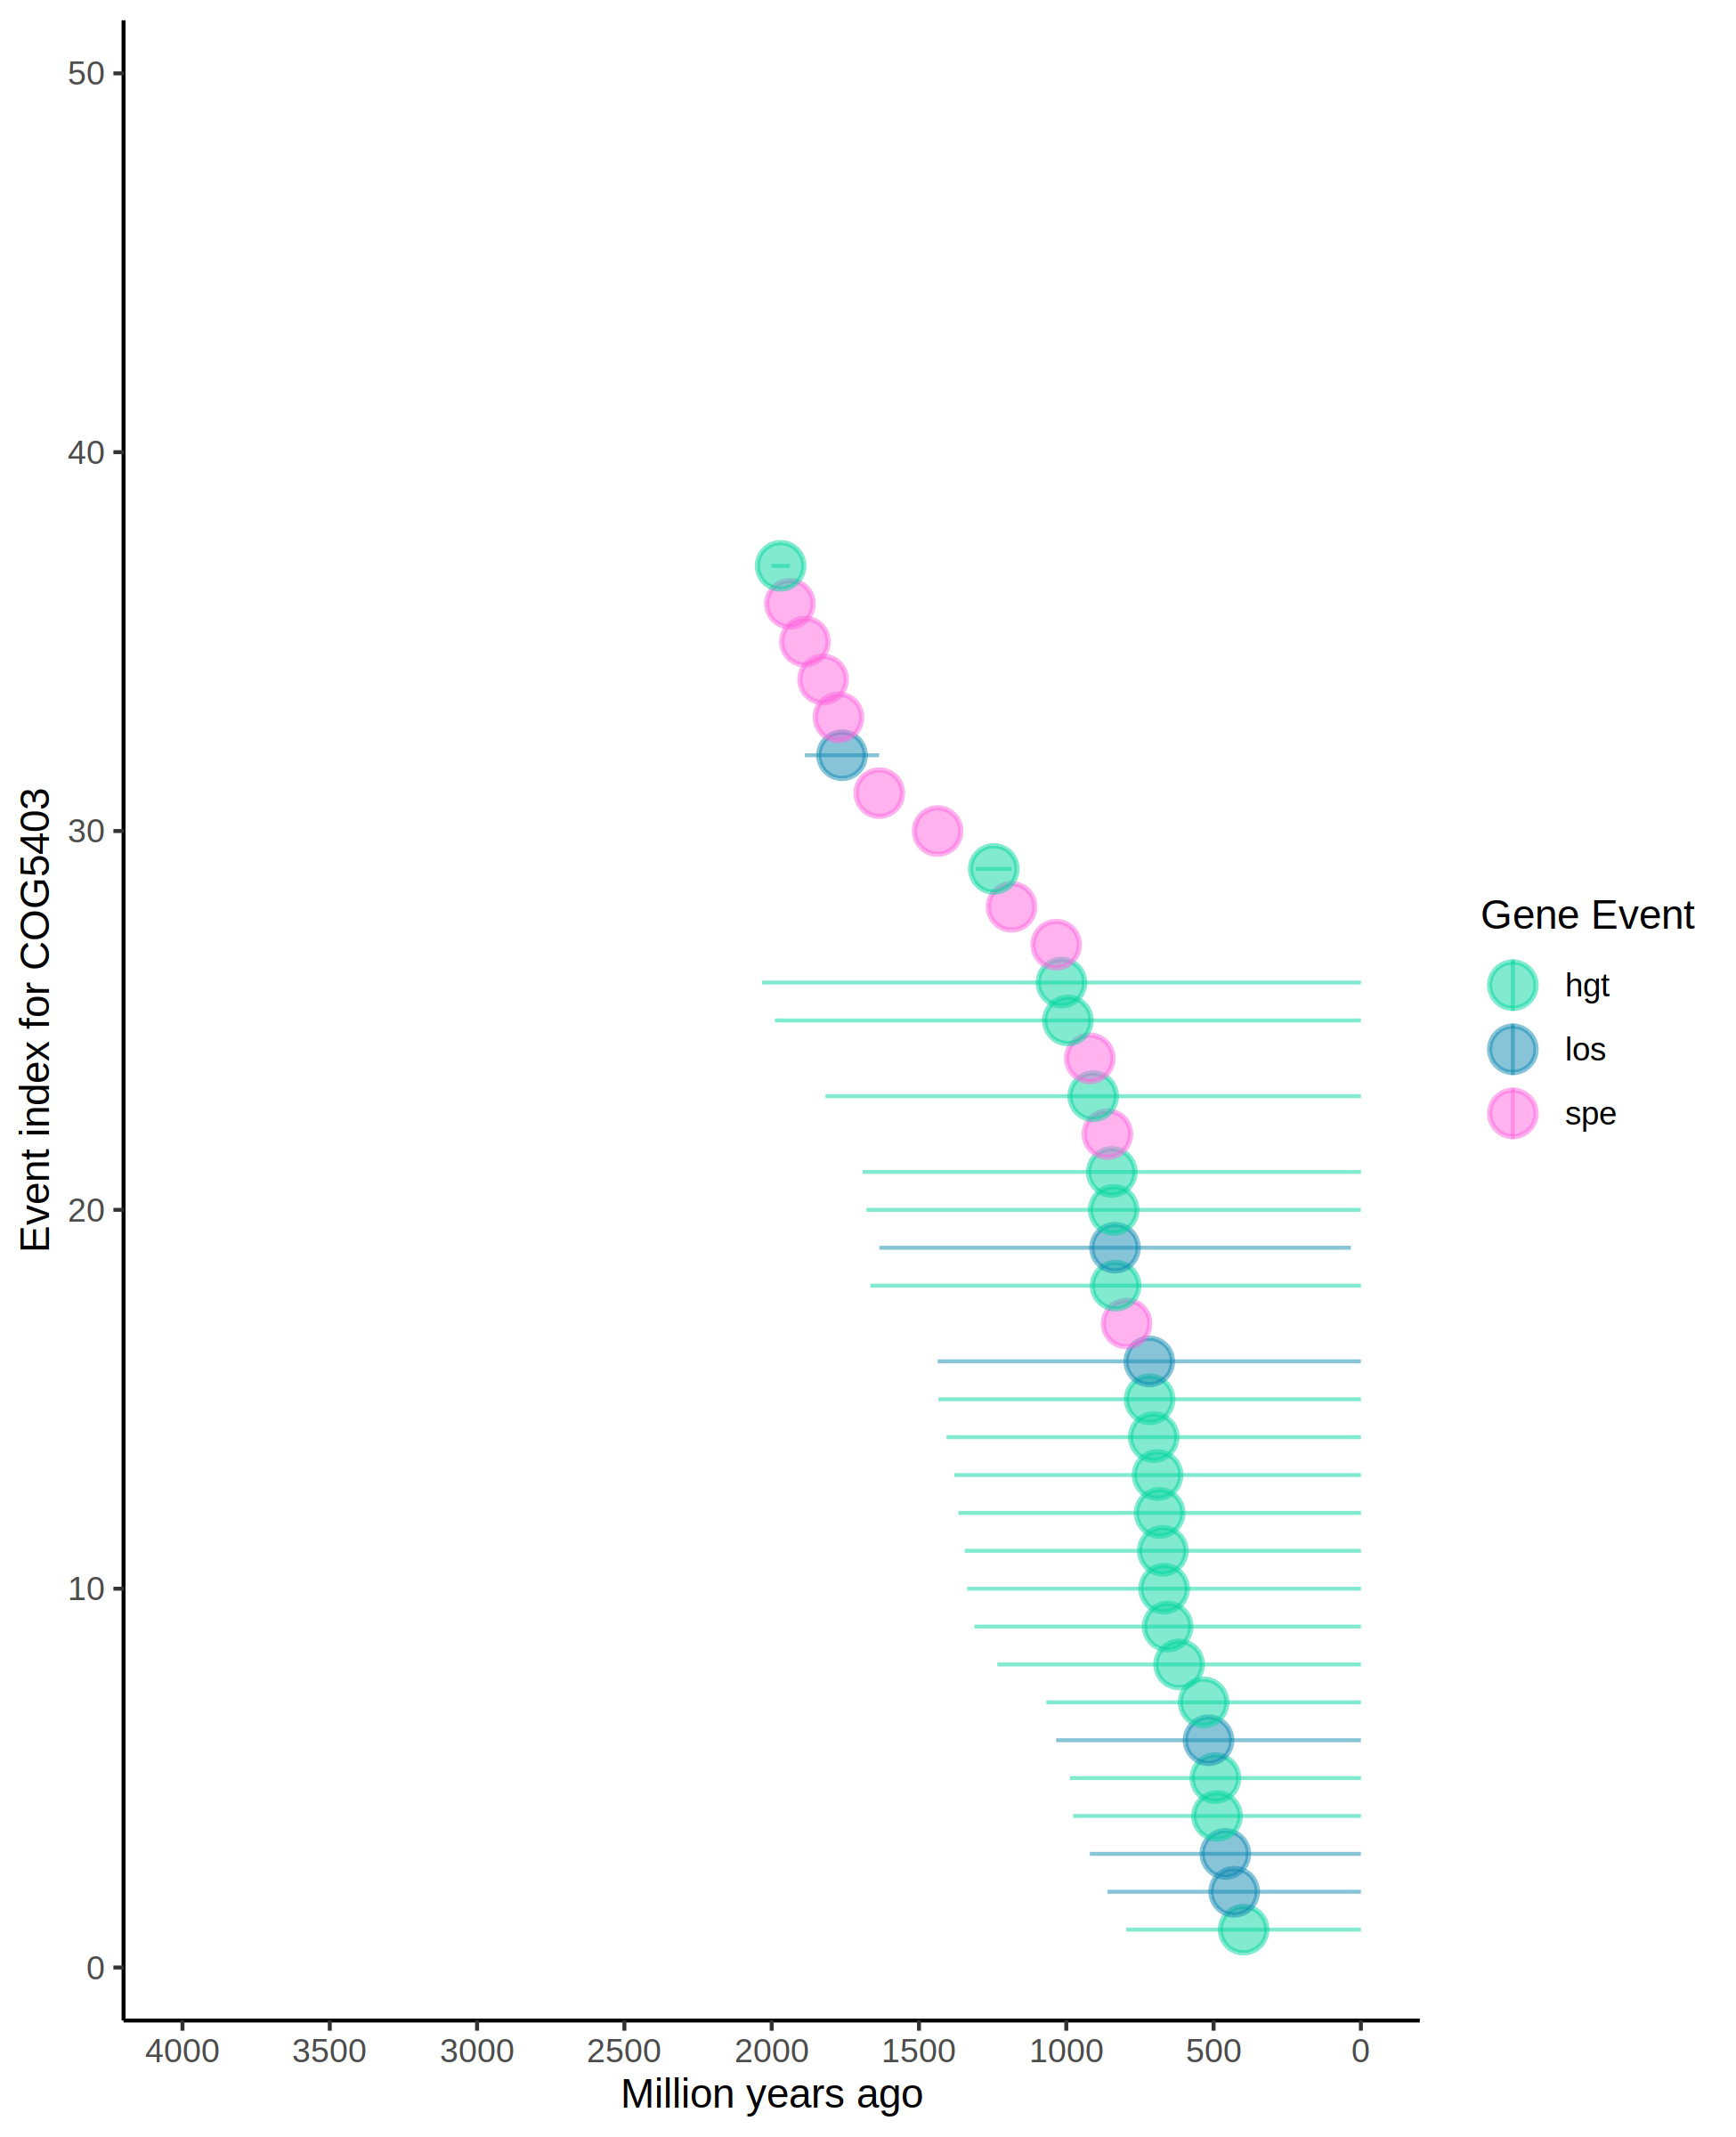 50
40
30
20
10
0
Event index for COG5403
4000 3500 3000 2500 2000 1500 1000 500 0
Million years ago
Gene Event
hgt
los
spe